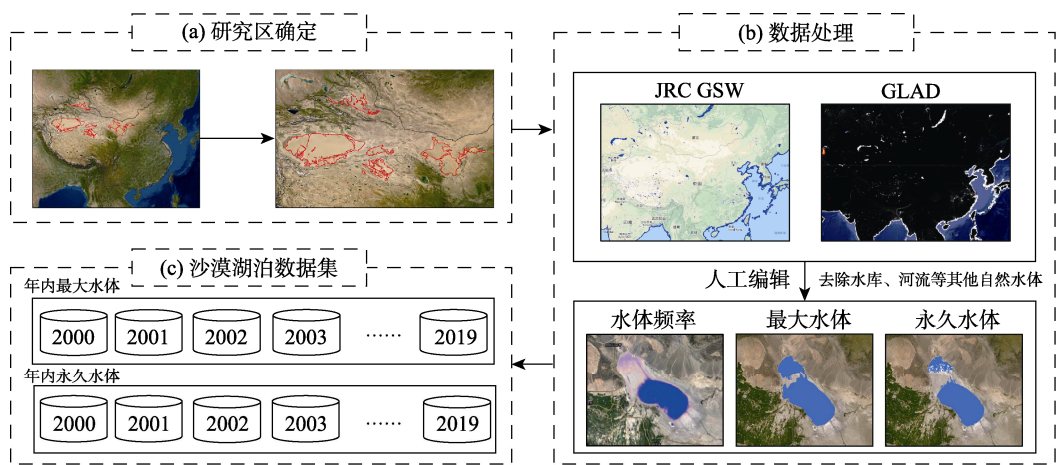 (a) 研究区确定
(b) 数据处理
JRC GSW
GLAD
人工编辑
去除水库、河流等其他自然水体
水体频率
最大水体
永久水体
(c) 沙漠湖泊数据集
年内最大水体
2000 2001 2002 2003 …… 2019
年内永久水体
2000 2001 2002 2003 …… 2019